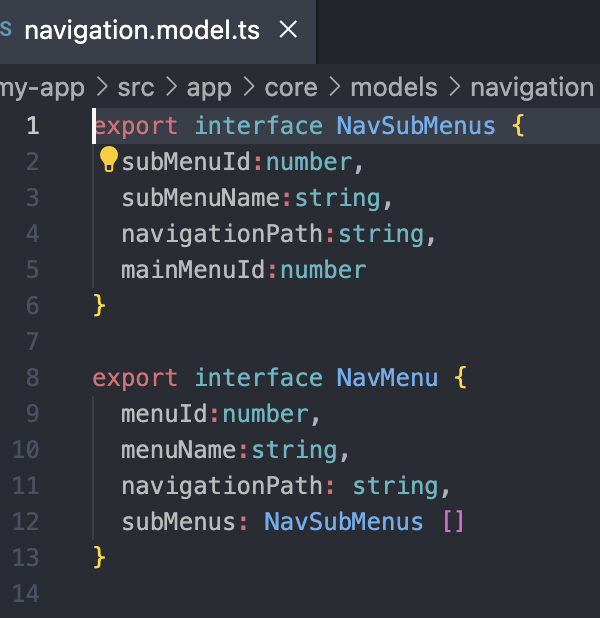 S navigation.model.ts ×
my-app > src > app > core > models > navigation
1 export interface NavSubMenus {
2 subMenuId:number,
3 subMenuName:string,
4 navigationPath:string,
5 mainMenuId:number
6 }
7
8 export interface NavMenu {
9 menuId:number,
10 menuName:string,
11 navigationPath: string,
12 subMenus: NavSubMenus []
13 }
14